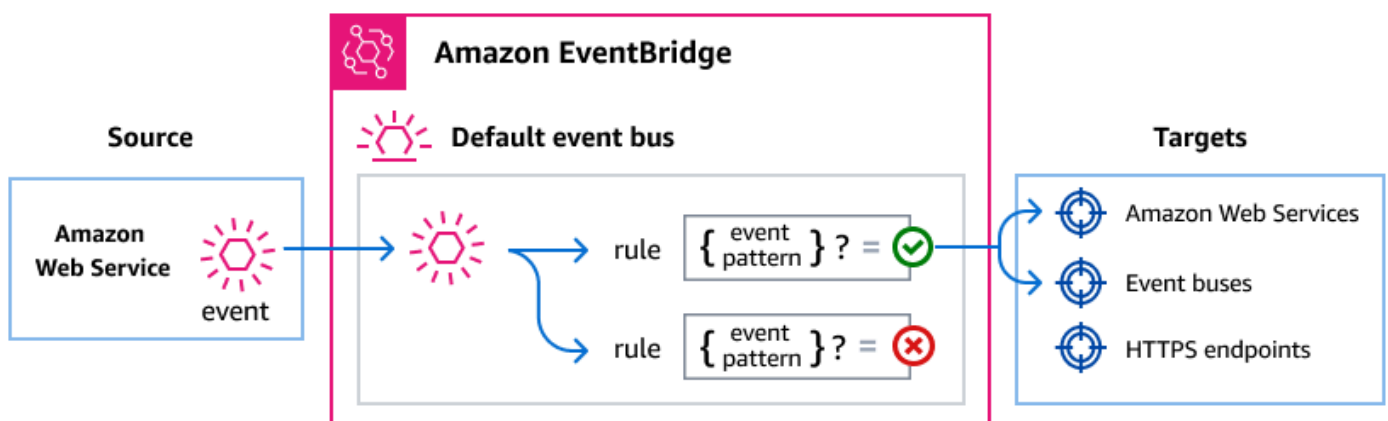 Amazon EventBridge
Source
Default event bus
Targets
Amazon
Web Service
event
rule
{ event
pattern } ? =
rule
{ event
pattern } ? =
Amazon Web Services
Event buses
HTTPS endpoints